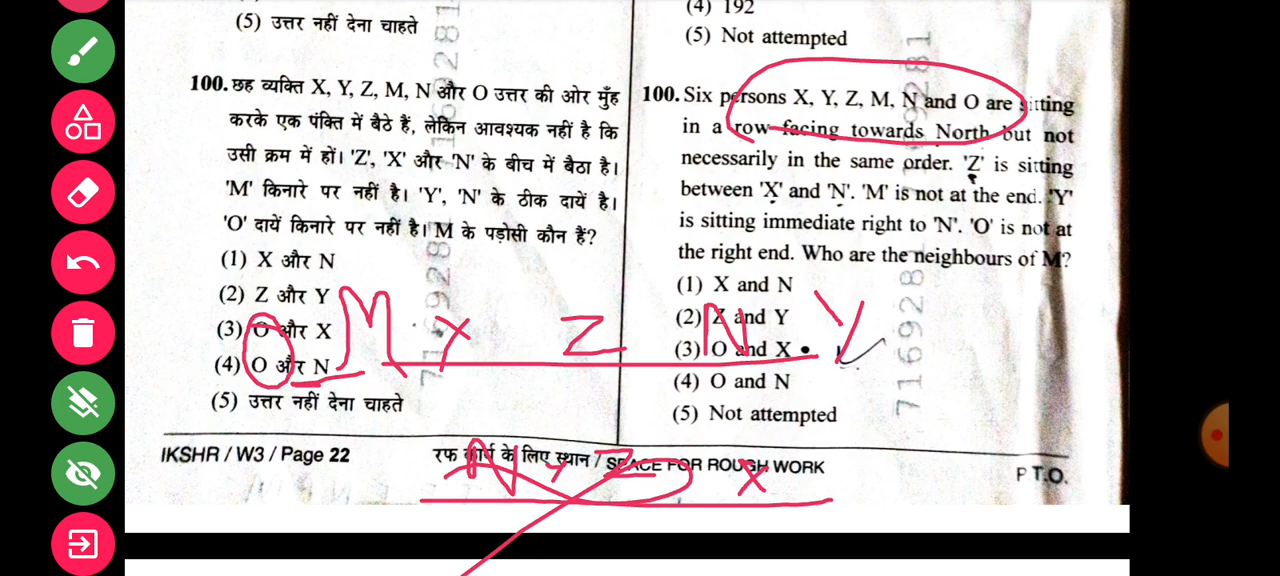 (5) उत्तर नहीं देना चाहते
100. छह व्यक्ति X, Y, Z, M, N और O उत्तर की ओर मुँह
करके एक पंक्ति में बैठे हैं, लेकिन आवश्यक नहीं है कि
उसी क्रम में हों। 'Z', 'X' और 'N' के बीच में बैठा है।
'M' किनारे पर नहीं है। 'Y', 'N' के ठीक दायें है।
'O' दायें किनारे पर नहीं है। M के पड़ोसी कौन हैं?
(1) X और N
(2) Z और Y
(3) O और X
(4) O और N
(5) उत्तर नहीं देना चाहते
(4) 192
(5) Not attempted
100. Six persons X, Y, Z, M, N and O are sitting
in a row facing towards North but not
necessarily in the same order. 'Z' is sitting
between 'X' and 'N'. 'M' is not at the end. 'Y'
is sitting immediate right to 'N'. 'O' is not at
the right end. Who are the neighbours of M?
(1) X and N
(2) Z and Y
(3) O and X
(4) O and N
(5) Not attempted
M X Z N Y
IKSHR / W3 / Page 22
रफ कार्य के लिए स्थान / SPACE FOR ROUGH WORK
P.T.O.
N Y Z X
7169281